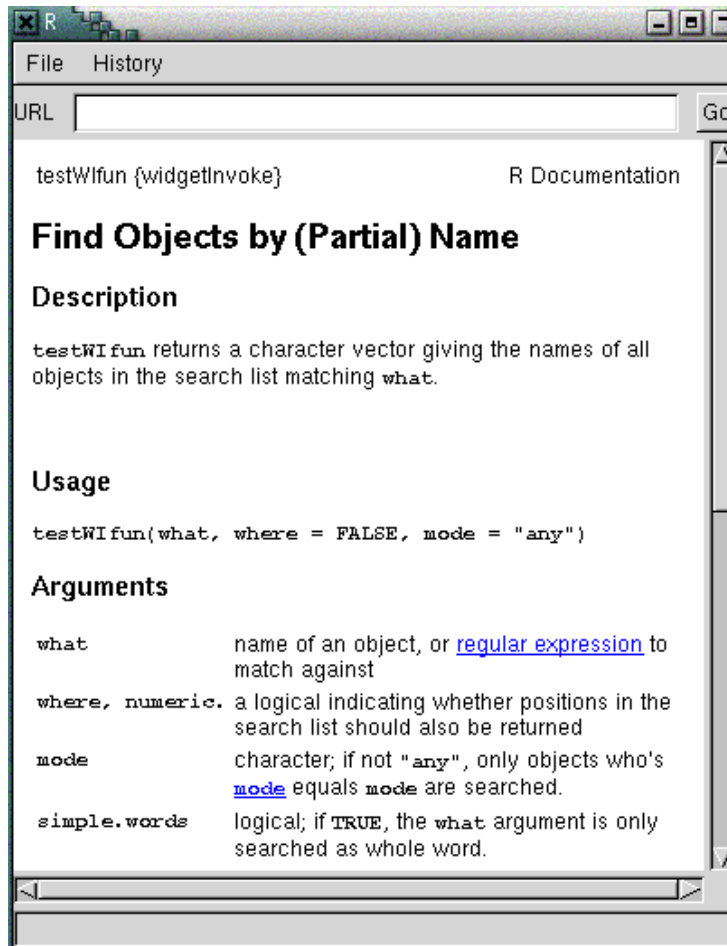 R
File History
URL Go
testWIfun {widgetInvoke} R Documentation
Find Objects by (Partial) Name
Description
testWIfun returns a character vector giving the names of all
objects in the search list matching what.
Usage
testWIfun(what, where = FALSE, mode = "any")
Arguments
what name of an object, or regular expression to
match against
where, numeric. a logical indicating whether positions in the
search list should also be returned
mode character; if not "any", only objects who's
mode equals mode are searched.
simple.words logical; if TRUE, the what argument is only
searched as whole word.